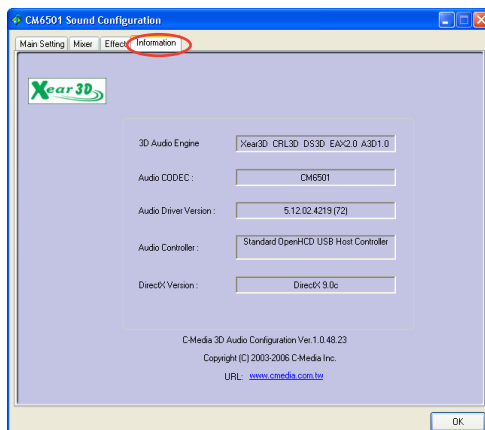 CM6501 Sound Configuration
Main Setting Mixer Effect Information
Xear 3D
3D Audio Engine Xear3D CRL3D DS3D EAX2.0 A3D1.0
Audio CODEC : CM6501
Audio Driver Version : 5.12.02.4219 (72)
Audio Controller : Standard OpenHCD USB Host Controller
DirectX Version : DirectX 9.0c
C-Media 3D Audio Configuration Ver.1.0.48.23
Copyright (C) 2003-2006 C-Media Inc.
URL: www.cmedia.com.tw
OK